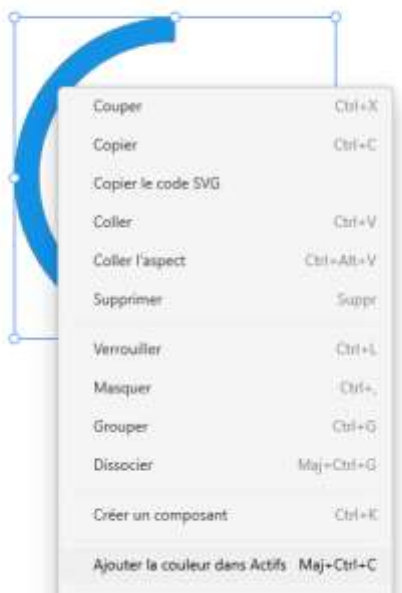 Couper Ctrl+X
Copier Ctrl+C
Copier le code SVG
Coller Ctrl+V
Coller l'aspect Ctrl+Alt+V
Supprimer Suppr
Verrouiller Ctrl+L
Masquer Ctrl+,
Grouper Ctrl+G
Dissocier Maj+Ctrl+G
Créer un composant Ctrl+K
Ajouter la couleur dans Actifs Maj+Ctrl+C